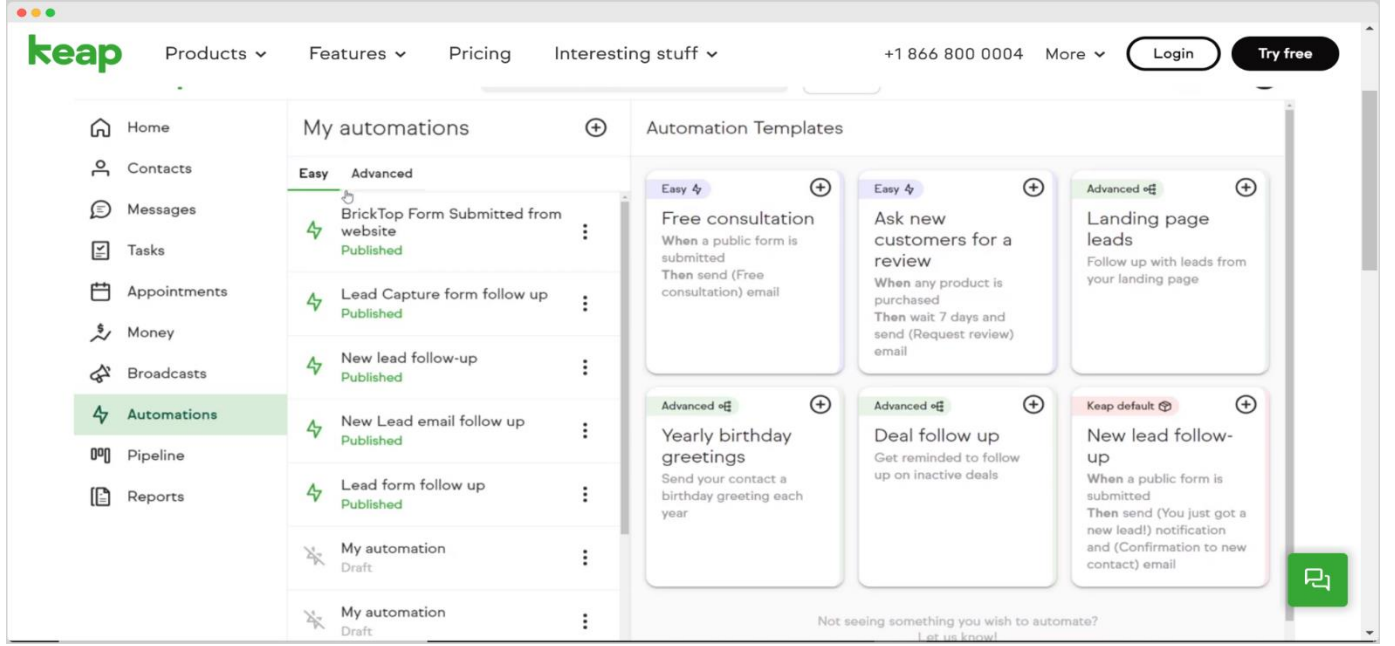 keap
Products
Features
Pricing
Interesting stuff
+1 866 800 0004
More
Login
Try free
Home
Contacts
Messages
Tasks
Appointments
Money
Broadcasts
Automations
Pipeline
Reports
My automations
Easy
Advanced
BrickTop Form Submitted from
website
Published
Lead Capture form follow up
Published
New lead follow-up
Published
New Lead email follow up
Published
Lead form follow up
Published
My automation
Draft
My automation
Draft
Automation Templates
Easy
Free consultation
When a public form is
submitted
Then send (Free
consultation) email
Easy
Ask new
customers for a
review
When any product is
purchased
Then wait 7 days and
send (Request review)
email
Advanced
Landing page
leads
Follow up with leads from
your landing page
Advanced
Yearly birthday
greetings
Send your contact a
birthday greeting each
year
Advanced
Deal follow up
Get reminded to follow
up on inactive deals
Keap default
New lead follow-
up
When a public form is
submitted
Then send (You just got a
new lead!) notification
and (Confirmation to new
contact) email
Not seeing something you wish to automate?
Let us know!